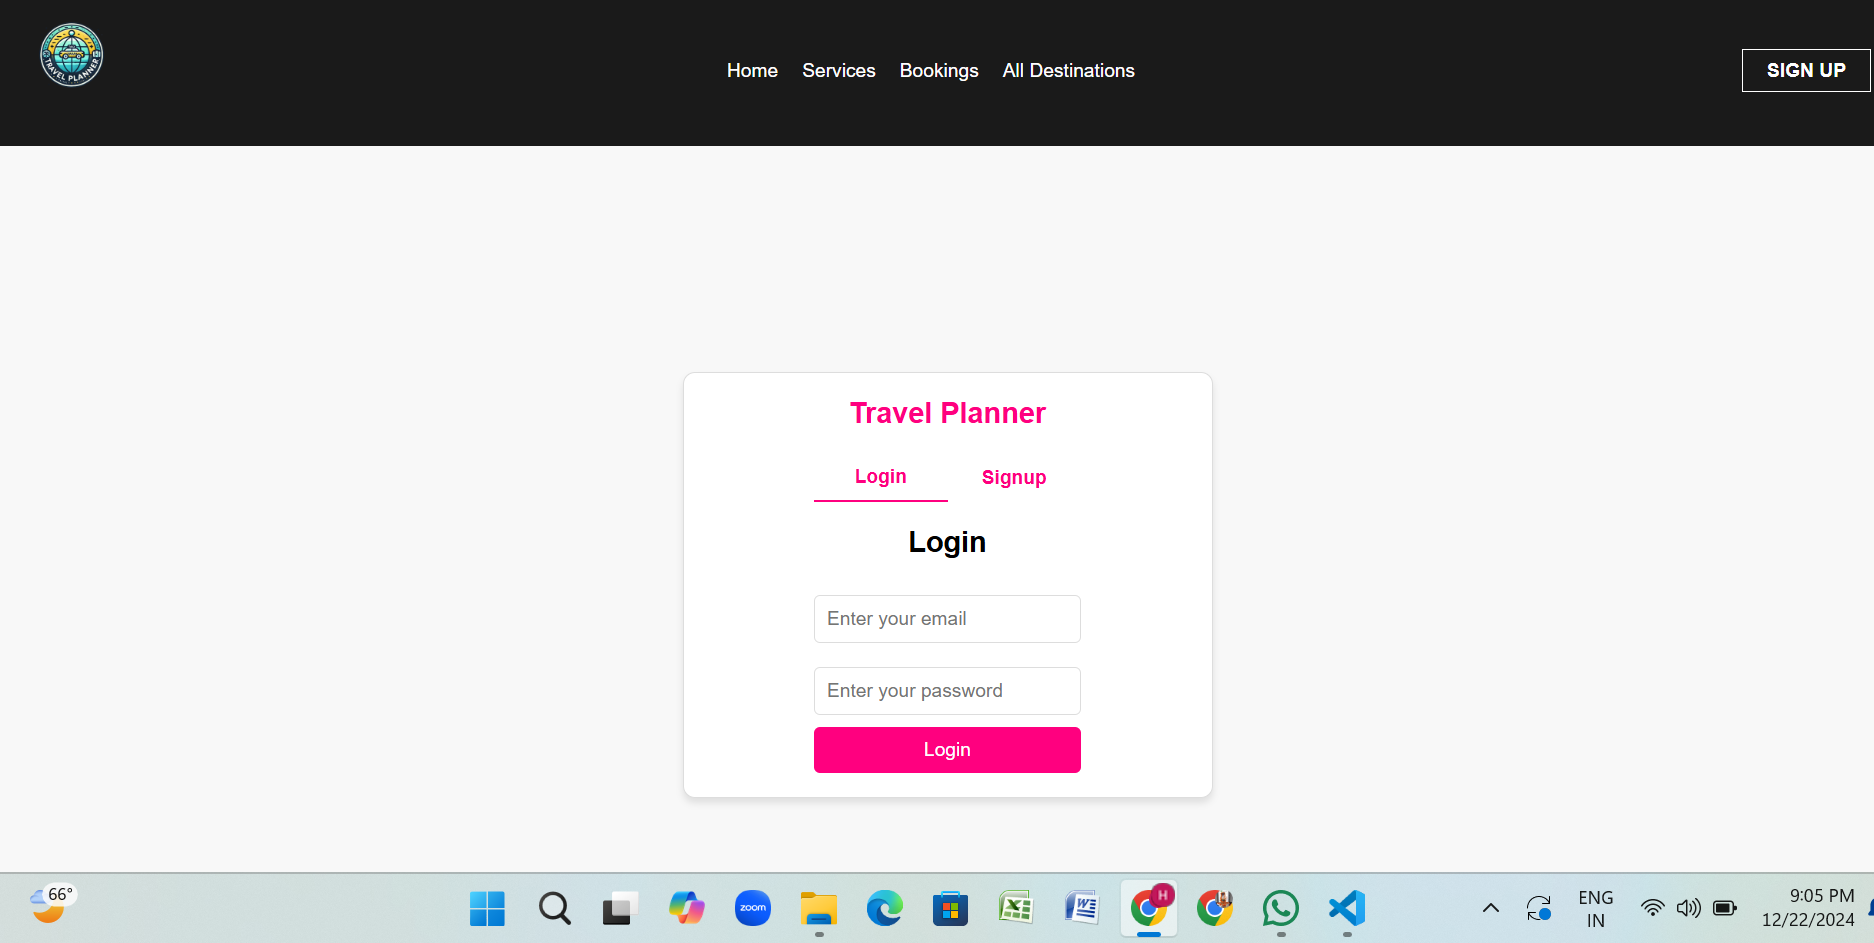 TRAVEL PLANNER
Home Services Bookings All Destinations
SIGN UP
Travel Planner
Login Signup
Login
Enter your email
Enter your password
Login
66°
zoom
H
ENG
IN
9:05 PM
12/22/2024